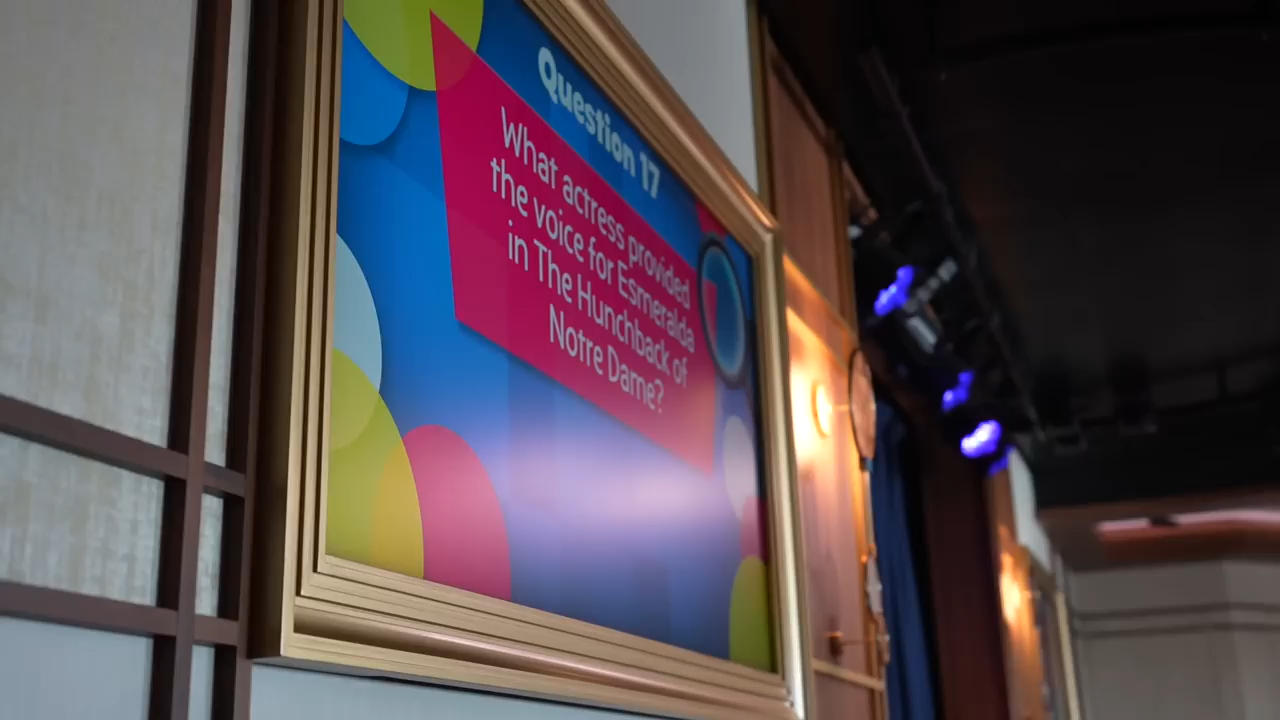 Question 17
What actress provided
the voice for Esmeralda
in The Hunchback of
Notre Dame?